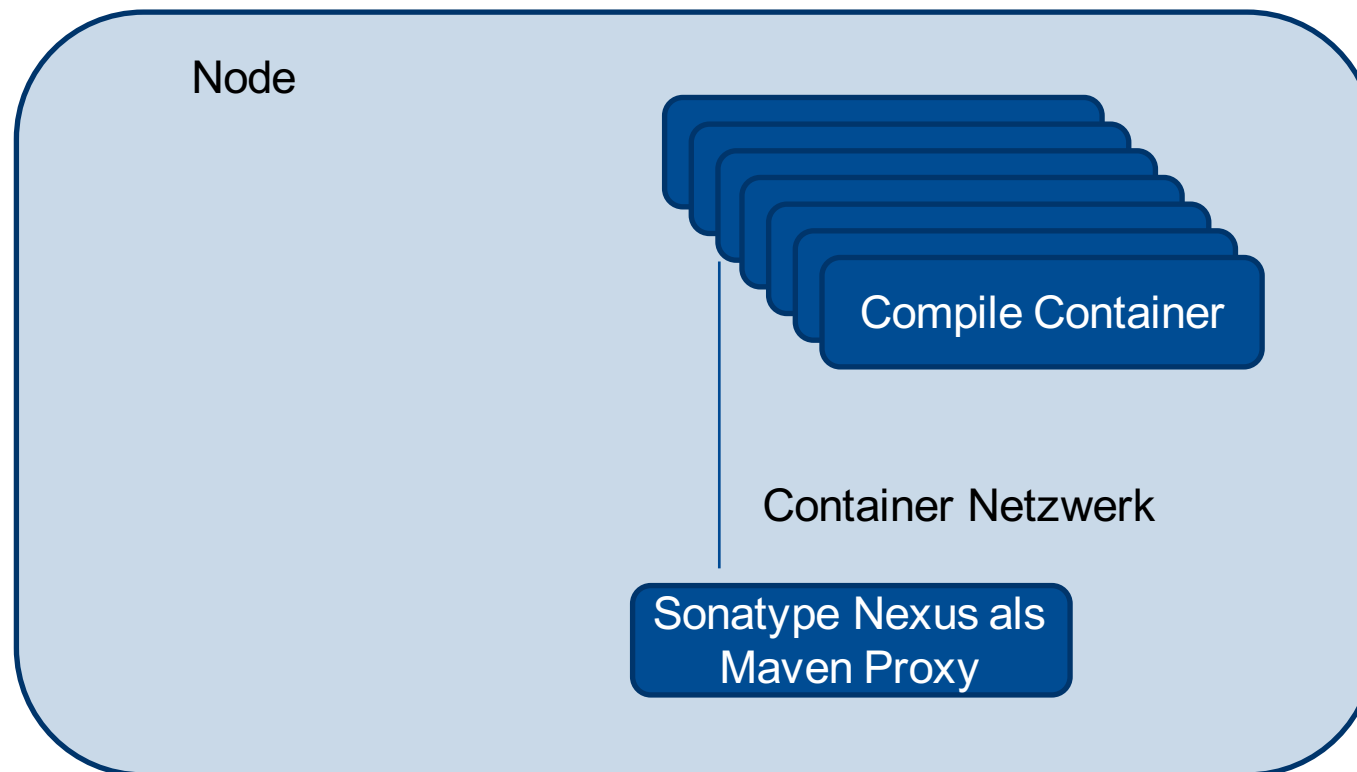 Node
Compile Container
Container Netzwerk
Sonatype Nexus als
Maven Proxy